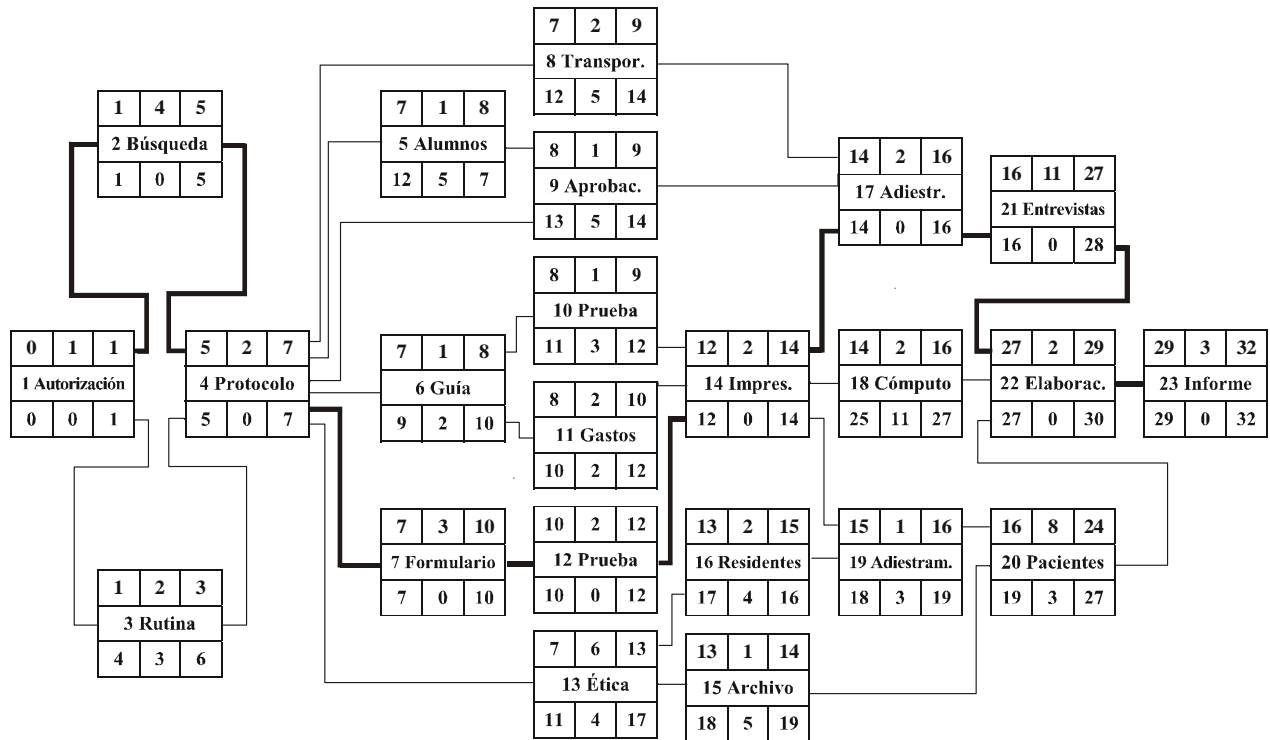 7 2 9
8 Transpor.
12 5 14
1 4 5
2 Búsqueda
1 0 5
7 1 8
5 Alumnos
12 5 7
8 1 9
9 Aprobac.
13 5 14
14 2 16
17 Adiestr.
14 0 16
16 11 27
21 Entrevistas
16 0 28
8 1 9
10 Prueba
11 3 12
0 1 1
1 Autorización
0 0 1
5 2 7
4 Protocolo
5 0 7
7 1 8
6 Guía
9 2 10
8 2 10
11 Gastos
10 2 12
12 2 14
14 Impres.
12 0 14
14 2 16
18 Cómputo
25 11 27
27 2 29
22 Elaborac.
27 0 30
29 3 32
23 Informe
29 0 32
7 3 10
7 Formulario
7 0 10
10 2 12
12 Prueba
10 0 12
13 2 15
16 Residentes
17 4 16
15 1 16
19 Adiestram.
18 3 19
16 8 24
20 Pacientes
19 3 27
1 2 3
3 Rutina
4 3 6
7 6 13
13 Ética
11 4 17
13 1 14
15 Archivo
18 5 19